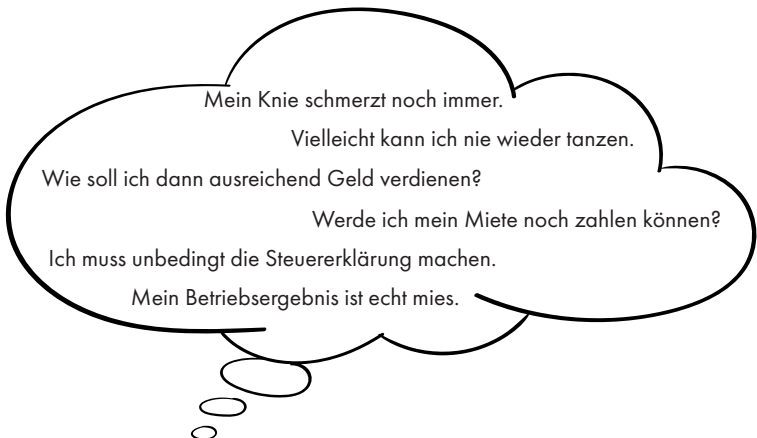 Mein Knie schmerzt noch immer.
Vielleicht kann ich nie wieder tanzen.
Wie soll ich dann ausreichend Geld verdienen?
Werde ich mein Miete noch zahlen können?
Ich muss unbedingt die Steuererklärung machen.
Mein Betriebsergebnis ist echt mies.